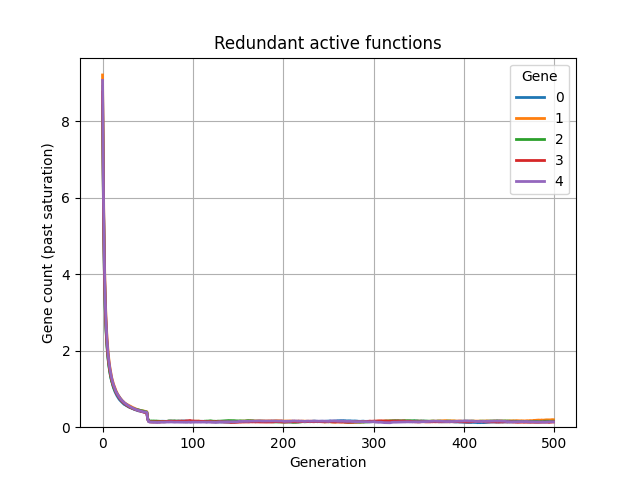 Redundant active functions
Gene count (past saturation)
8
6
4
2
0
Gene
0
1
2
3
4
0 100 200 300 400 500
Generation